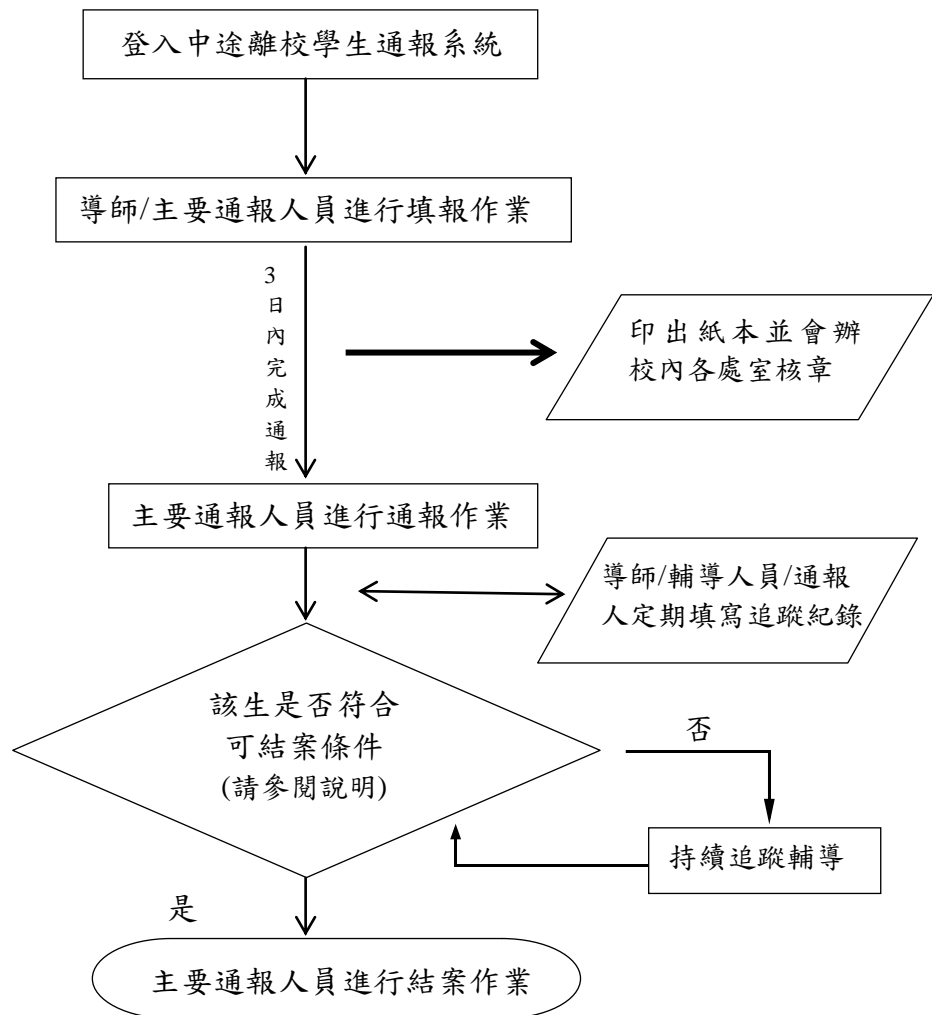 登入中途離校學生通報系統
導師/主要通報人員進行填報作業
3日內完成通報
印出紙本並會辦
校內各處室核章
主要通報人員進行通報作業
導師/輔導人員/通報
人定期填寫追蹤紀錄
該生是否符合
可結案條件
(請參閱說明)
否
持續追蹤輔導
是
主要通報人員進行結案作業